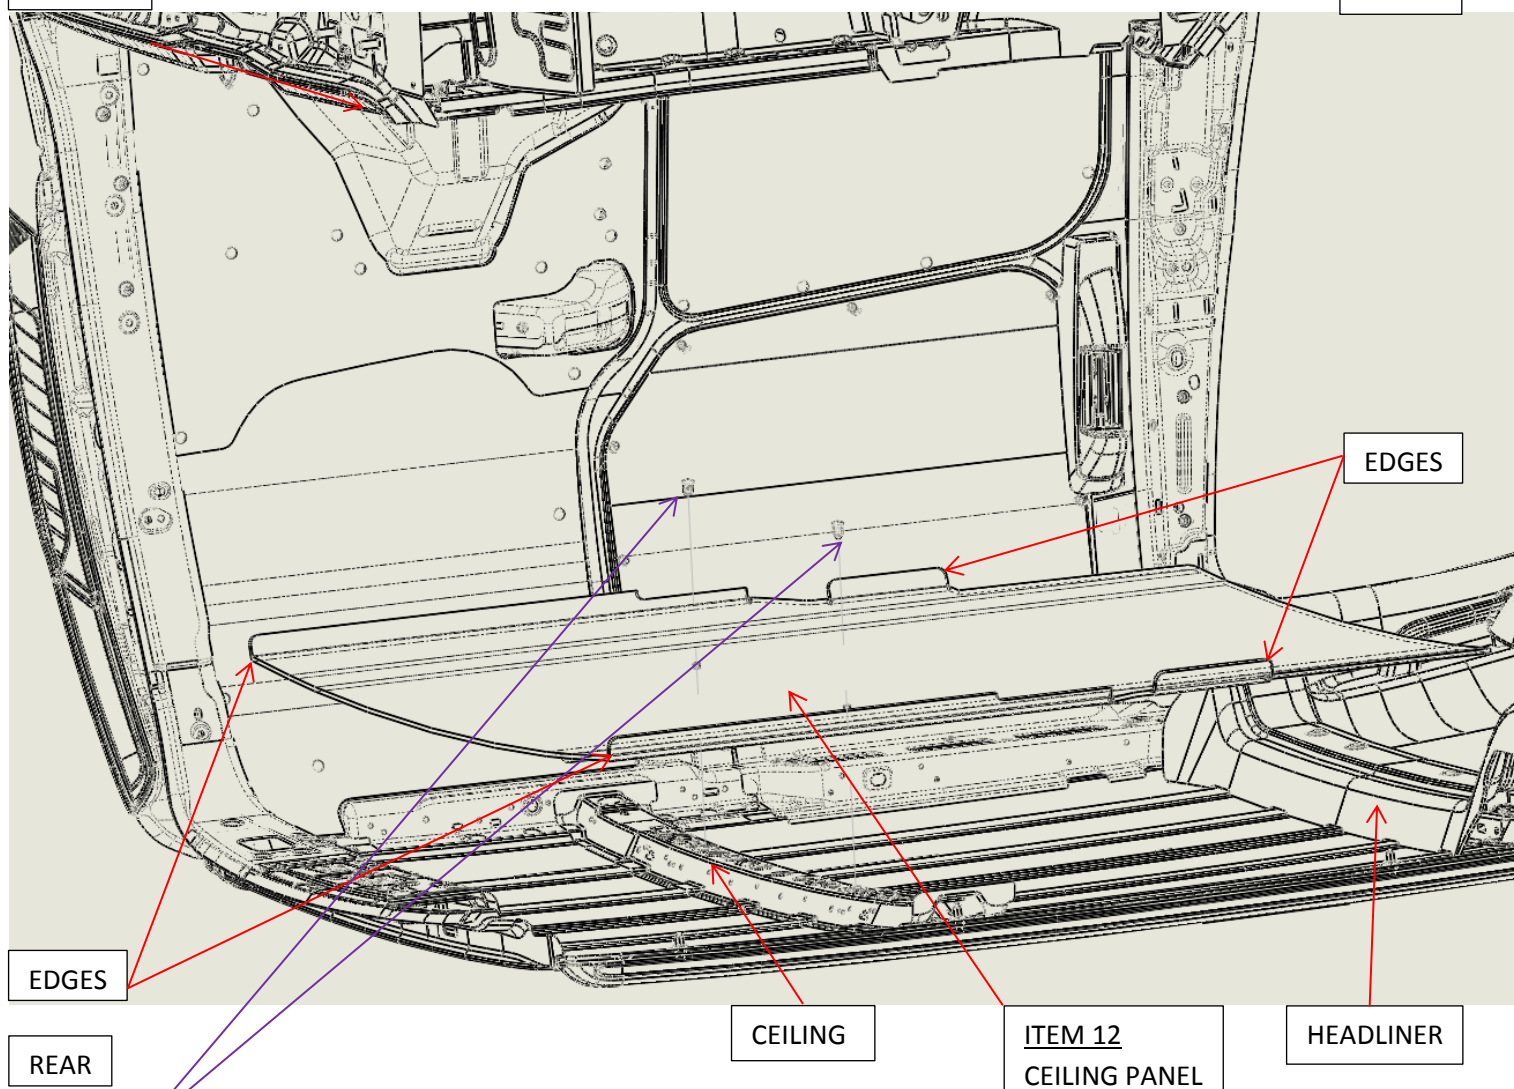 EDGES
EDGES
REAR
CEILING
ITEM 12
CEILING PANEL
HEADLINER